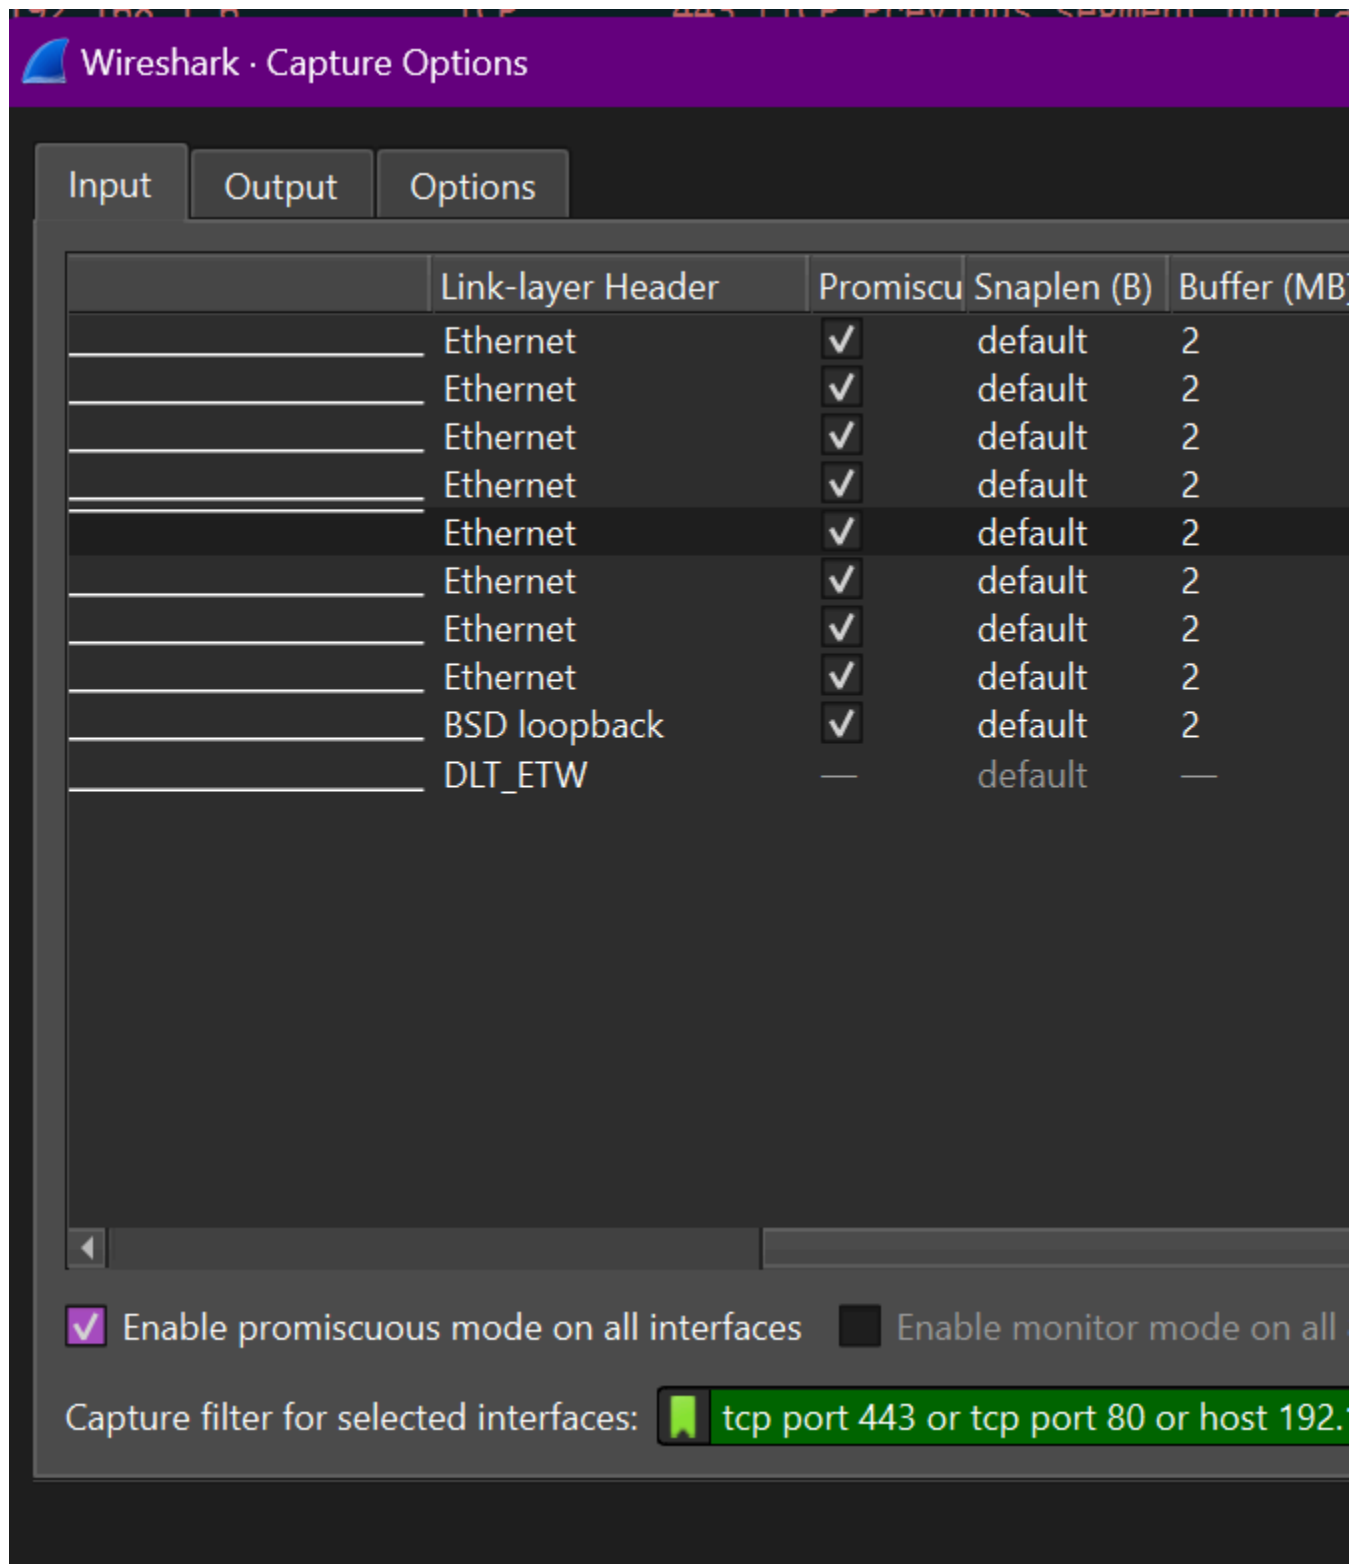 Wireshark · Capture Options
Input Output Options
Link-layer Header Promiscu Snaplen (B) Buffer (MB)
Ethernet default 2
Ethernet default 2
Ethernet default 2
Ethernet default 2
Ethernet default 2
Ethernet default 2
Ethernet default 2
Ethernet default 2
BSD loopback default 2
DLT_ETW — default —
Enable promiscuous mode on all interfaces Enable monitor mode on all
Capture filter for selected interfaces: tcp port 443 or tcp port 80 or host 192.